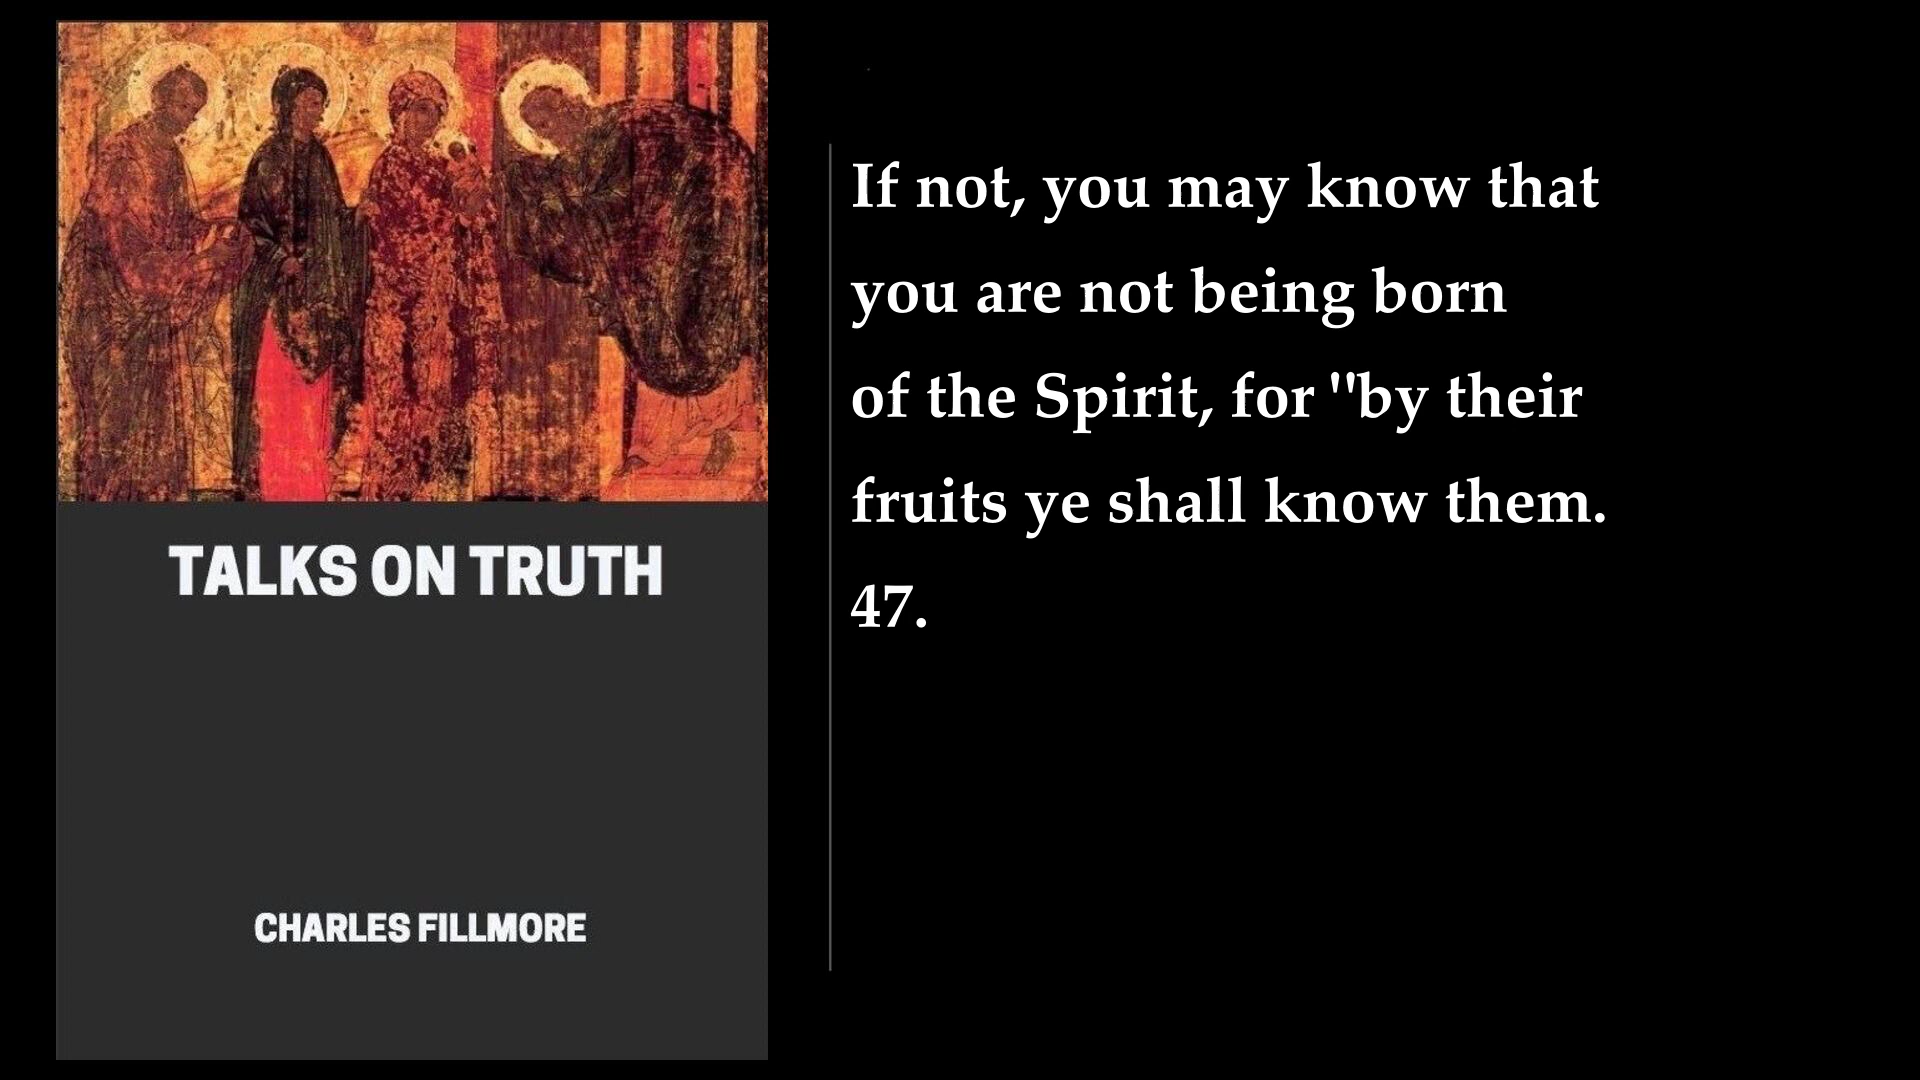 TALKS ON TRUTH
CHARLES FILLMORE
If not, you may know that
you are not being born
of the Spirit, for "by their
fruits ye shall know them.
47.